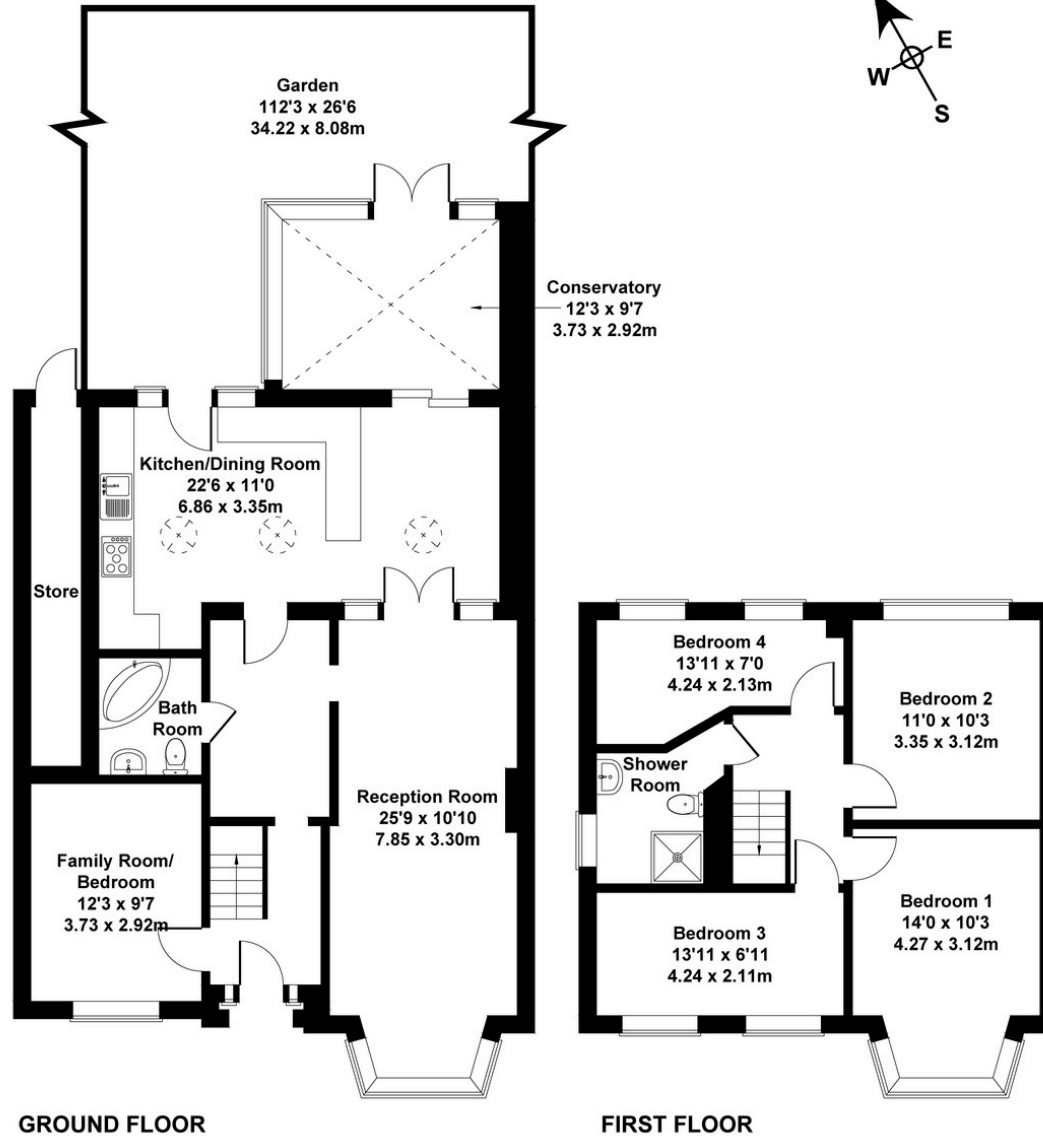 E
W
S
Garden
112'3 x 26'6
34.22 x 8.08m
Conservatory
12'3 x 9'7
3.73 x 2.92m
Kitchen/Dining Room
22'6 x 11'0
6.86 x 3.35m
Store
Bath
Room
Reception Room
25'9 x 10'10
7.85 x 3.30m
Family Room/
Bedroom
12'3 x 9'7
3.73 x 2.92m
Bedroom 4
13'11 x 7'0
4.24 x 2.13m
Bedroom 2
11'0 x 10'3
3.35 x 3.12m
Shower
Room
Bedroom 1
14'0 x 10'3
4.27 x 3.12m
Bedroom 3
13'11 x 6'11
4.24 x 2.11m
GROUND FLOOR
FIRST FLOOR